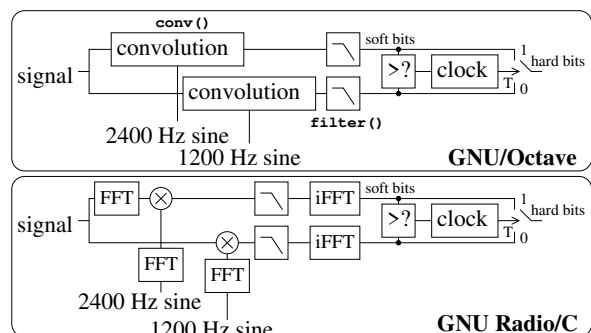 conv()
convolution
soft bits
1
hard bits
signal
>?
clock
T
0
convolution
filter()
2400 Hz sine
1200 Hz sine
GNU/Octave
FFT
iFFT
soft bits
1
hard bits
signal
>?
clock
T
0
iFFT
FFT
FFT
2400 Hz sine
1200 Hz sine
GNU Radio/C